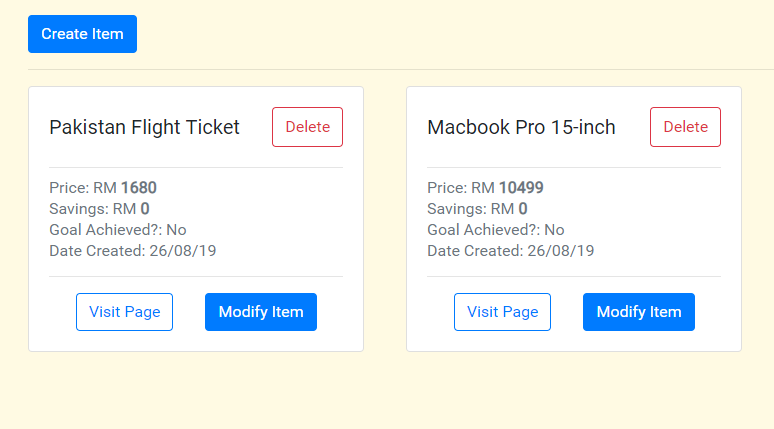 Create Item
Pakistan Flight Ticket
Delete
Price: RM 1680
Savings: RM 0
Goal Achieved?: No
Date Created: 26/08/19
Visit Page
Modify Item
Macbook Pro 15-inch
Delete
Price: RM 10499
Savings: RM 0
Goal Achieved?: No
Date Created: 26/08/19
Visit Page
Modify Item